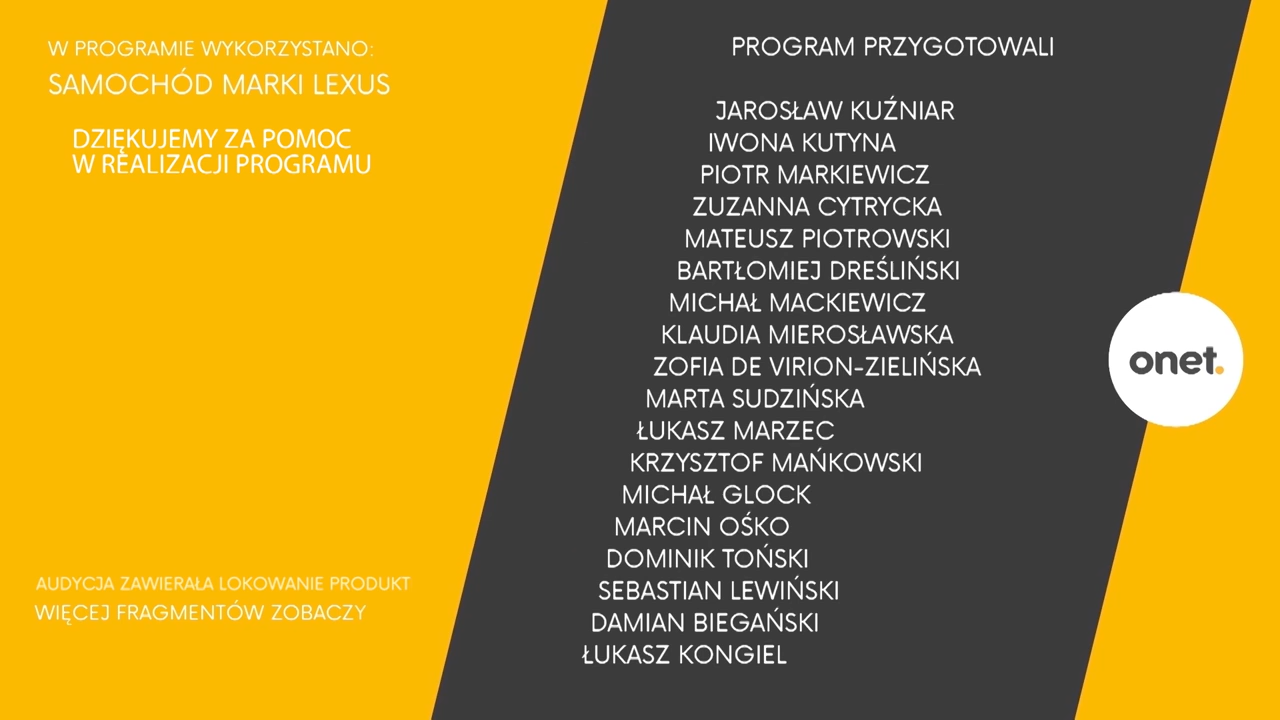 W PROGRAMIE WYKORZYSTANO:
SAMOCHÓD MARKI LEXUS
DZIĘKUJEMY ZA POMOC
W REALIZACJI PROGRAMU
AUDYCJA ZAWIERAŁA LOKOWANIE PRODUKT
WIĘCEJ FRAGMENTÓW ZOBACZY
PROGRAM PRZYGOTOWALI
JAROSŁAW KUŹNIAR
IWONA KUTYNA
PIOTR MARKIEWICZ
ZUZANNA CYTRYCKA
MATEUSZ PIOTROWSKI
BARTŁOMIEJ DREŚLIŃSKI
MICHAŁ MACKIEWICZ
KLAUDIA MIEROSŁAWSKA
ZOFIA DE VIRION-ZIELIŃSKA
MARTA SUDZIŃSKA
ŁUKASZ MARZEC
KRZYSZTOF MAŃKOWSKI
MICHAŁ GLOCK
MARCIN OŚKO
DOMINIK TOŃSKI
SEBASTIAN LEWIŃSKI
DAMIAN BIEGAŃSKI
ŁUKASZ KONGIEL
onet.